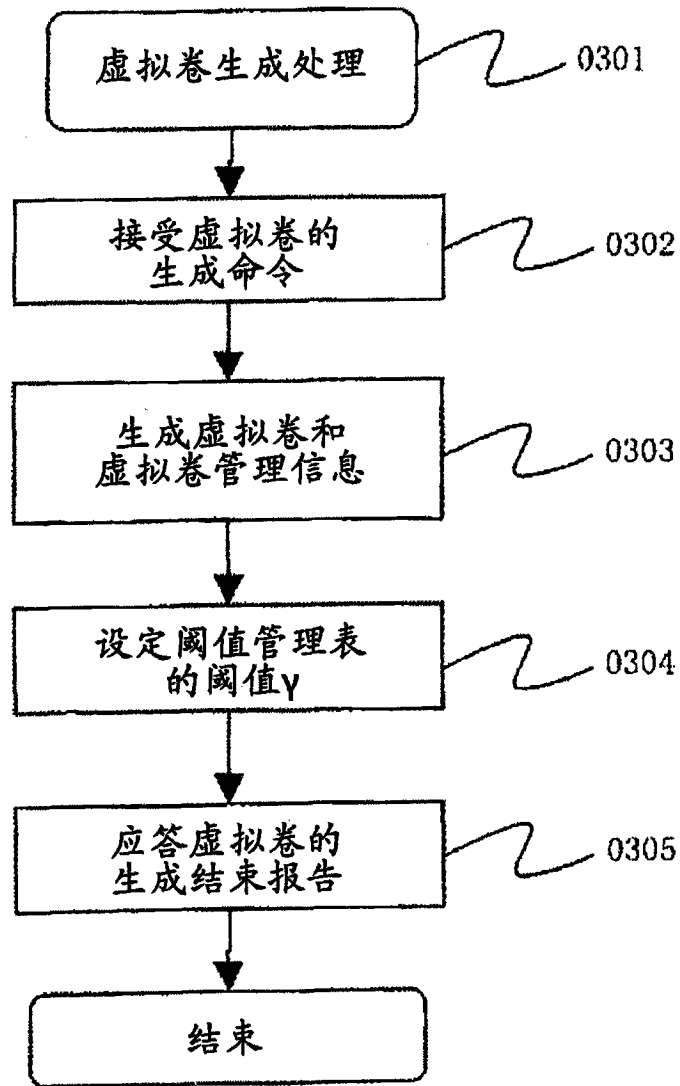 虚拟卷生成处理
0301
接受虚拟卷的
生成命令
0302
生成虚拟卷和
虚拟卷管理信息
0303
设定阈值管理表
的阈值γ
0304
应答虚拟卷的
生成结束报告
0305
结束